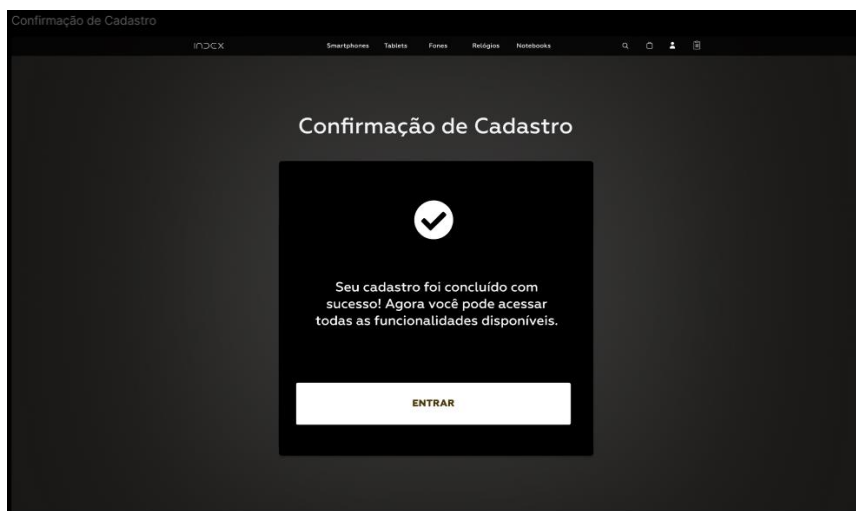 Confirmação de Cadastro
INDEX Smartphones Tablets Fones Relógios Notebooks
Confirmação de Cadastro
Seu cadastro foi concluído com
sucesso! Agora você pode acessar
todas as funcionalidades disponíveis.
ENTRAR